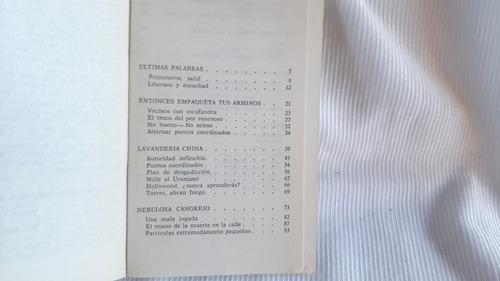 ULTIMAS PALABRAS . . . . . . . 7
Prisioneros, salid . . . . . . 9
Liberaos y escuchad . . . . . 12
ENTONCES EMPAQUETA TUS ARMINOS . 21
Vecinos con escafandra . . . . 23
El truco del pez venenoso . . . 27
No bueno — No BUENO . . . . . 32
Alternar puntos coordinados . . . 34
LAVANDERIA CHINA . . . . . . . 39
Autoridad inflexible. . . . . . 47
Puntos coordinados . . . . . . 54
Plan de drogadicción . . . . . 56
Willy el Uraniano . . . . . . 62
Hollywood, ¿nunca aprenderás? . . 66
Torres, abran fuego. . . . . . 69
NEBULOSA CANGREJO . . . . . . 73
Una mala jugada . . . . . . 82
El enano de la muerte en la calle . . 87
Partículas extremadamente pequeñas . . 93